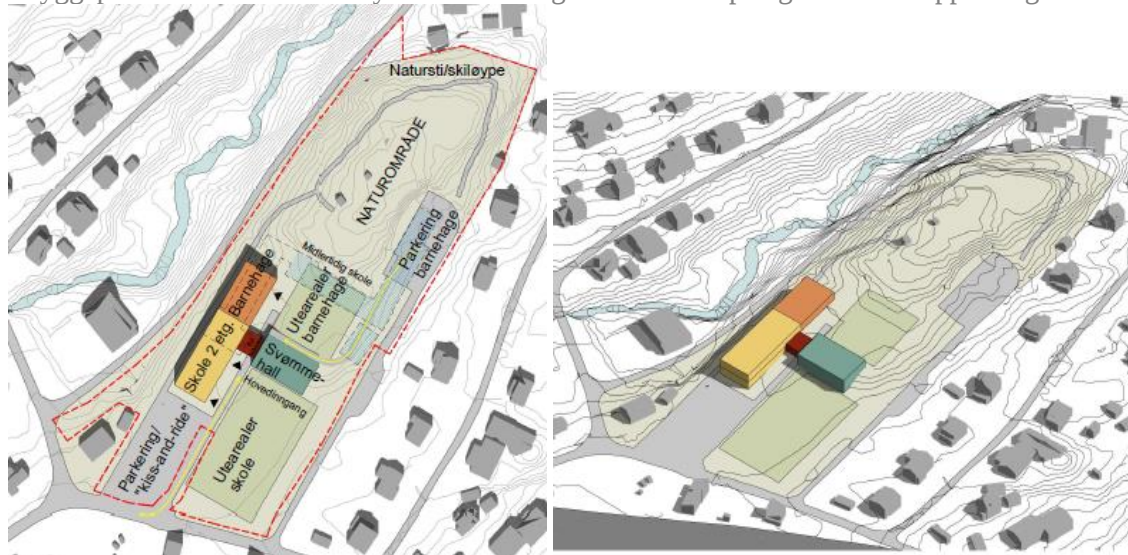 Natursti/skiløype
NATUROMRÅDE
Parkering
barnehage
Midlertidig skole
Utearealer
barnehage
Barnehage
Skole 2 etg.
Svømme-
hall
Hovedinngang
Utearealer
skole
Parkering/
"kiss-and-ride"